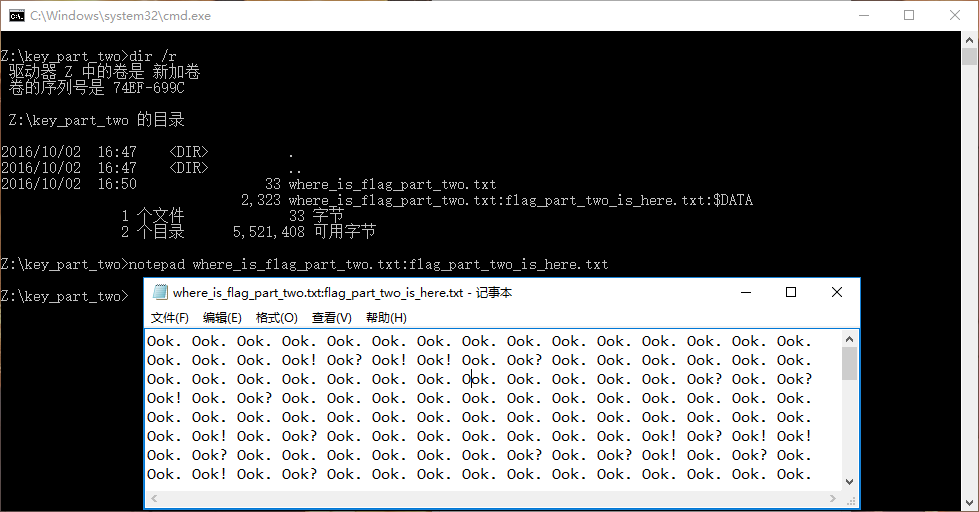 C:\Windows\system32\cmd.exe
Z:\key_part_two>dir /r
驱动器 Z 中的卷是 新加卷
卷的序列号是 74EF-699C
Z:\key_part_two 的目录
2016/10/02  16:47    <DIR>          .
2016/10/02  16:47    <DIR>          ..
2016/10/02  16:50                33 where_is_flag_part_two.txt
2,323 where_is_flag_part_two.txt:flag_part_two_is_here.txt:$DATA
1 个文件             33 字节
2 个目录      5,521,408 可用字节
Z:\key_part_two>notepad where_is_flag_part_two.txt:flag_part_two_is_here.txt
Z:\key_part_two>
where_is_flag_part_two.txt:flag_part_two_is_here.txt - 记事本
文件(F) 编辑(E) 格式(O) 查看(V) 帮助(H)
Ook. Ook. Ook. Ook. Ook. Ook. Ook. Ook. Ook. Ook. Ook. Ook. Ook. Ook. Ook.
Ook. Ook. Ook. Ook! Ook? Ook! Ook! Ook. Ook? Ook. Ook. Ook. Ook. Ook. Ook.
Ook. Ook. Ook. Ook. Ook. Ook. Ook. Ook. Ook. Ook. Ook. Ook. Ook? Ook. Ook?
Ook! Ook. Ook? Ook. Ook. Ook. Ook. Ook. Ook. Ook. Ook. Ook. Ook. Ook. Ook.
Ook. Ook. Ook. Ook. Ook. Ook. Ook. Ook. Ook. Ook. Ook. Ook. Ook. Ook. Ook.
Ook. Ook! Ook. Ook? Ook. Ook. Ook. Ook. Ook. Ook. Ook. Ook! Ook? Ook! Ook!
Ook. Ook? Ook. Ook. Ook. Ook. Ook. Ook. Ook? Ook. Ook? Ook! Ook. Ook? Ook.
Ook. Ook! Ook. Ook? Ook. Ook. Ook. Ook. Ook. Ook. Ook. Ook. Ook. Ook. Ook.